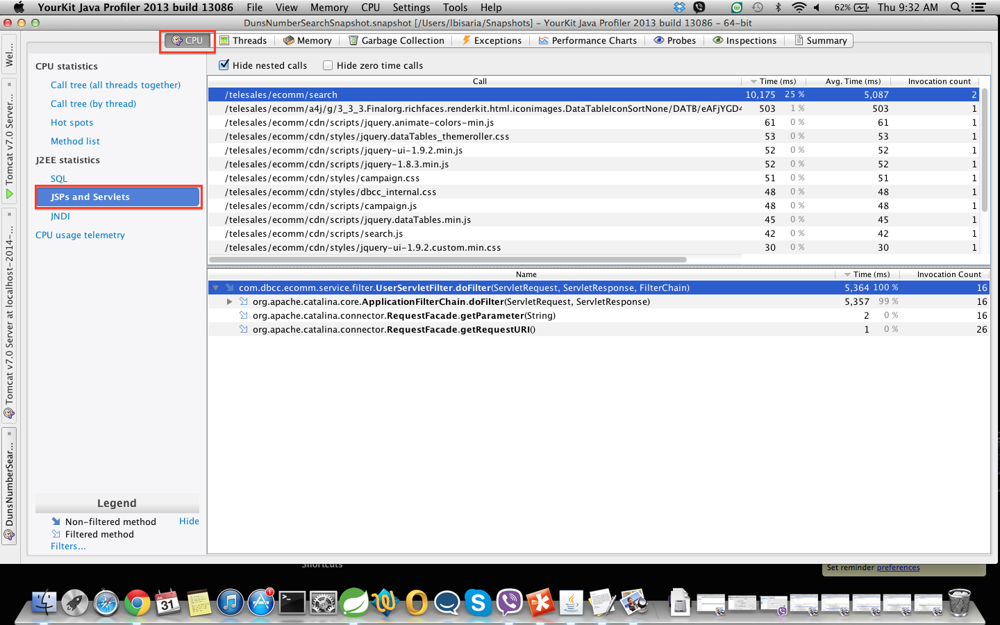 YourKit Java Profiler 2013 build 13086 File View Memory CPU Settings Tools Help 62% Thu 9:32 AM
DunsNumberSearchSnapshot.snapshot [/Users/lbisaria/Snapshots] - YourKit Java Profiler 2013 build 13086 - 64-bit
CPU Threads Memory Garbage Collection Exceptions Performance Charts Probes Inspections Summary
Wel...
Tomcat v7.0 Server...
Tomcat v7.0 Server at localhost-2014-...
DunsNumberSear...
CPU statistics
Call tree (all threads together)
Call tree (by thread)
Hot spots
Method list
J2EE statistics
SQL
JSPs and Servlets
JNDI
CPU usage telemetry
Hide nested calls Hide zero time calls
Call Time (ms) Avg. Time (ms) Invocation count
/telesales/ecomm/search 10,175 25 % 5,087 2
/telesales/ecomm/a4j/g/3_3_3.Finalorg.richfaces.renderkit.html.iconimages.DataTableIconSortNone/DATB/eAFjYGD4 503 1 % 503 1
/telesales/ecomm/cdn/scripts/jquery.animate-colors-min.js 61 0 % 61 1
/telesales/ecomm/cdn/styles/jquery.dataTables_themeroller.css 53 0 % 53 1
/telesales/ecomm/cdn/scripts/jquery-ui-1.9.2.min.js 52 0 % 52 1
/telesales/ecomm/cdn/scripts/jquery-1.8.3.min.js 52 0 % 52 1
/telesales/ecomm/cdn/styles/campaign.css 51 0 % 51 1
/telesales/ecomm/cdn/styles/dbcc_internal.css 48 0 % 48 1
/telesales/ecomm/cdn/scripts/campaign.js 48 0 % 48 1
/telesales/ecomm/cdn/scripts/jquery.dataTables.min.js 45 0 % 45 1
/telesales/ecomm/cdn/scripts/search.js 42 0 % 42 1
/telesales/ecomm/cdn/styles/jquery-ui-1.9.2.custom.min.css 30 0 % 30 1
Name Time (ms) Invocation Count
com.dbcc.ecomm.service.filter.UserServletFilter.doFilter(ServletRequest, ServletResponse, FilterChain) 5,364 100 % 16
org.apache.catalina.core.ApplicationFilterChain.doFilter(ServletRequest, ServletResponse) 5,357 99 % 16
org.apache.catalina.connector.RequestFacade.getParameter(String) 2 0 % 16
org.apache.catalina.connector.RequestFacade.getRequestURI() 1 0 % 26
Legend
Non-filtered method Hide
Filtered method
Filters...
Shortcuts
Set reminder preferences
31
1